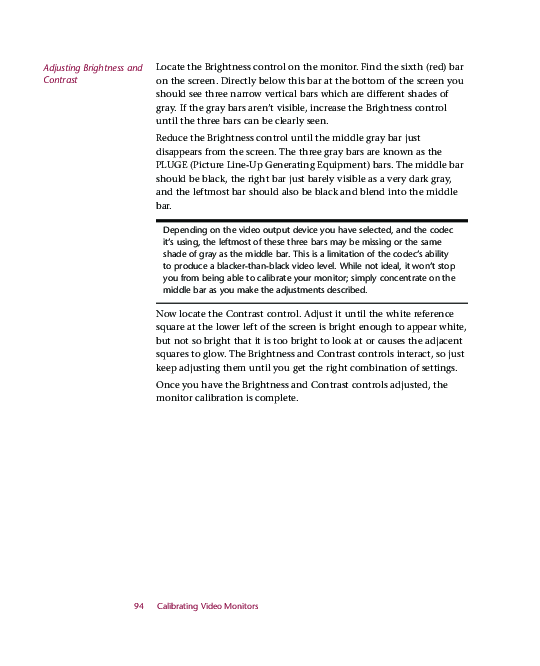 Adjusting Brightness and
Contrast
Locate the Brightness control on the monitor. Find the sixth (red) bar
on the screen. Directly below this bar at the bottom of the screen you
should see three narrow vertical bars which are different shades of
gray. If the gray bars aren't visible, increase the Brightness control
until the three bars can be clearly seen.
Reduce the Brightness control until the middle gray bar just
disappears from the screen. The three gray bars are known as the
PLUGE (Picture Line-Up Generating Equipment) bars. The middle bar
should be black, the right bar just barely visible as a very dark gray,
and the leftmost bar should also be black and blend into the middle
bar.
Depending on the video output device you have selected, and the codec
it's using, the leftmost of these three bars may be missing or the same
shade of gray as the middle bar. This is a limitation of the codec's ability
to produce a blacker-than-black video level. While not ideal, it won't stop
you from being able to calibrate your monitor; simply concentrate on the
middle bar as you make the adjustments described.
Now locate the Contrast control. Adjust it until the white reference
square at the lower left of the screen is bright enough to appear white,
but not so bright that it is too bright to look at or causes the adjacent
squares to glow. The Brightness and Contrast controls interact, so just
keep adjusting them until you get the right combination of settings.
Once you have the Brightness and Contrast controls adjusted, the
monitor calibration is complete.
94 Calibrating Video Monitors